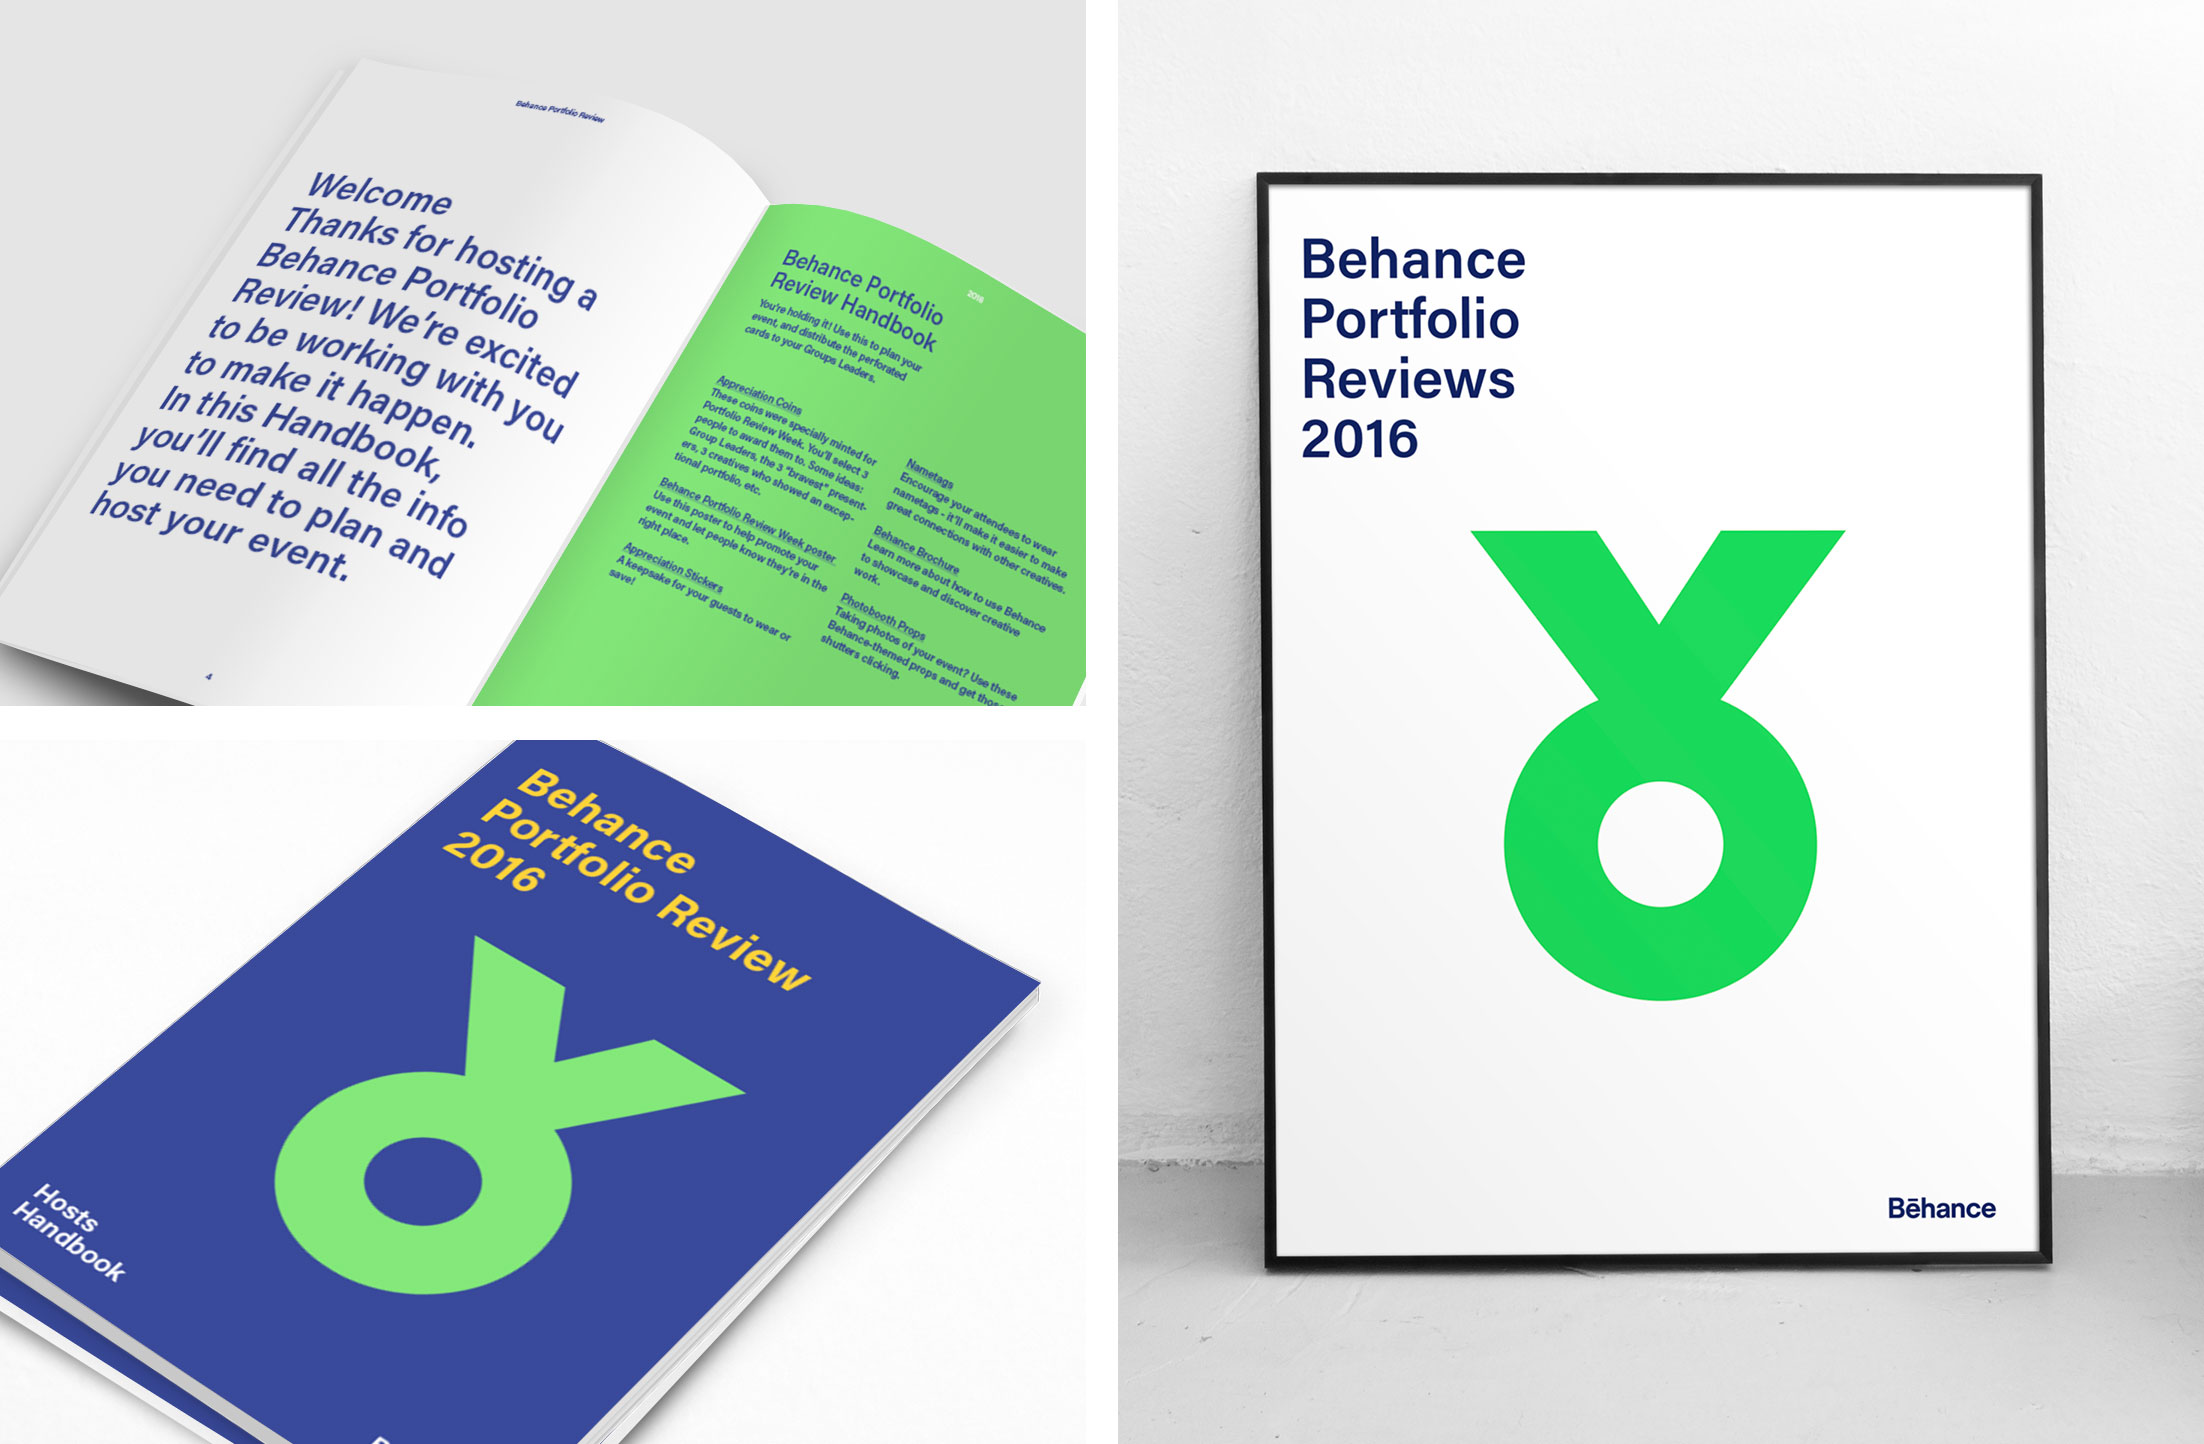 Behance Portfolio Review
Welcome
Thanks for hosting a
Behance Portfolio
Review! We're excited
to be working with you
to make it happen.
In this Handbook,
you'll find all the info
you need to plan and
host your event.
4
2016
Behance Portfolio
Review Handbook
You're holding it! Use this to plan your
event, and distribute the perforated
cards to your Groups Leaders.
Appreciation Coins
These coins were specially minted for
Portfolio Review Week. You'll select 3
people to award them to. Some ideas:
Group Leaders, the 3 "bravest" present-
ers, 3 creatives who showed an excep-
tional portfolio, etc.
Behance Portfolio Review Week poster
Use this poster to help promote your
event and let people know they're in the
right place.
Appreciation Stickers
A keepsake for your guests to wear or
save!
Nametags
Encourage your attendees to wear
nametags - it'll make it easier to make
great connections with other creatives.
Behance Brochure
Learn more about how to use Behance
to showcase and discover creative
work.
Photobooth Props
Taking photos of your event? Use these
Behance-themed props and get those
shutters clicking.
Behance
Portfolio Review
2016
Hosts
Handbook
Behance
Portfolio
Reviews
2016
Bēhance